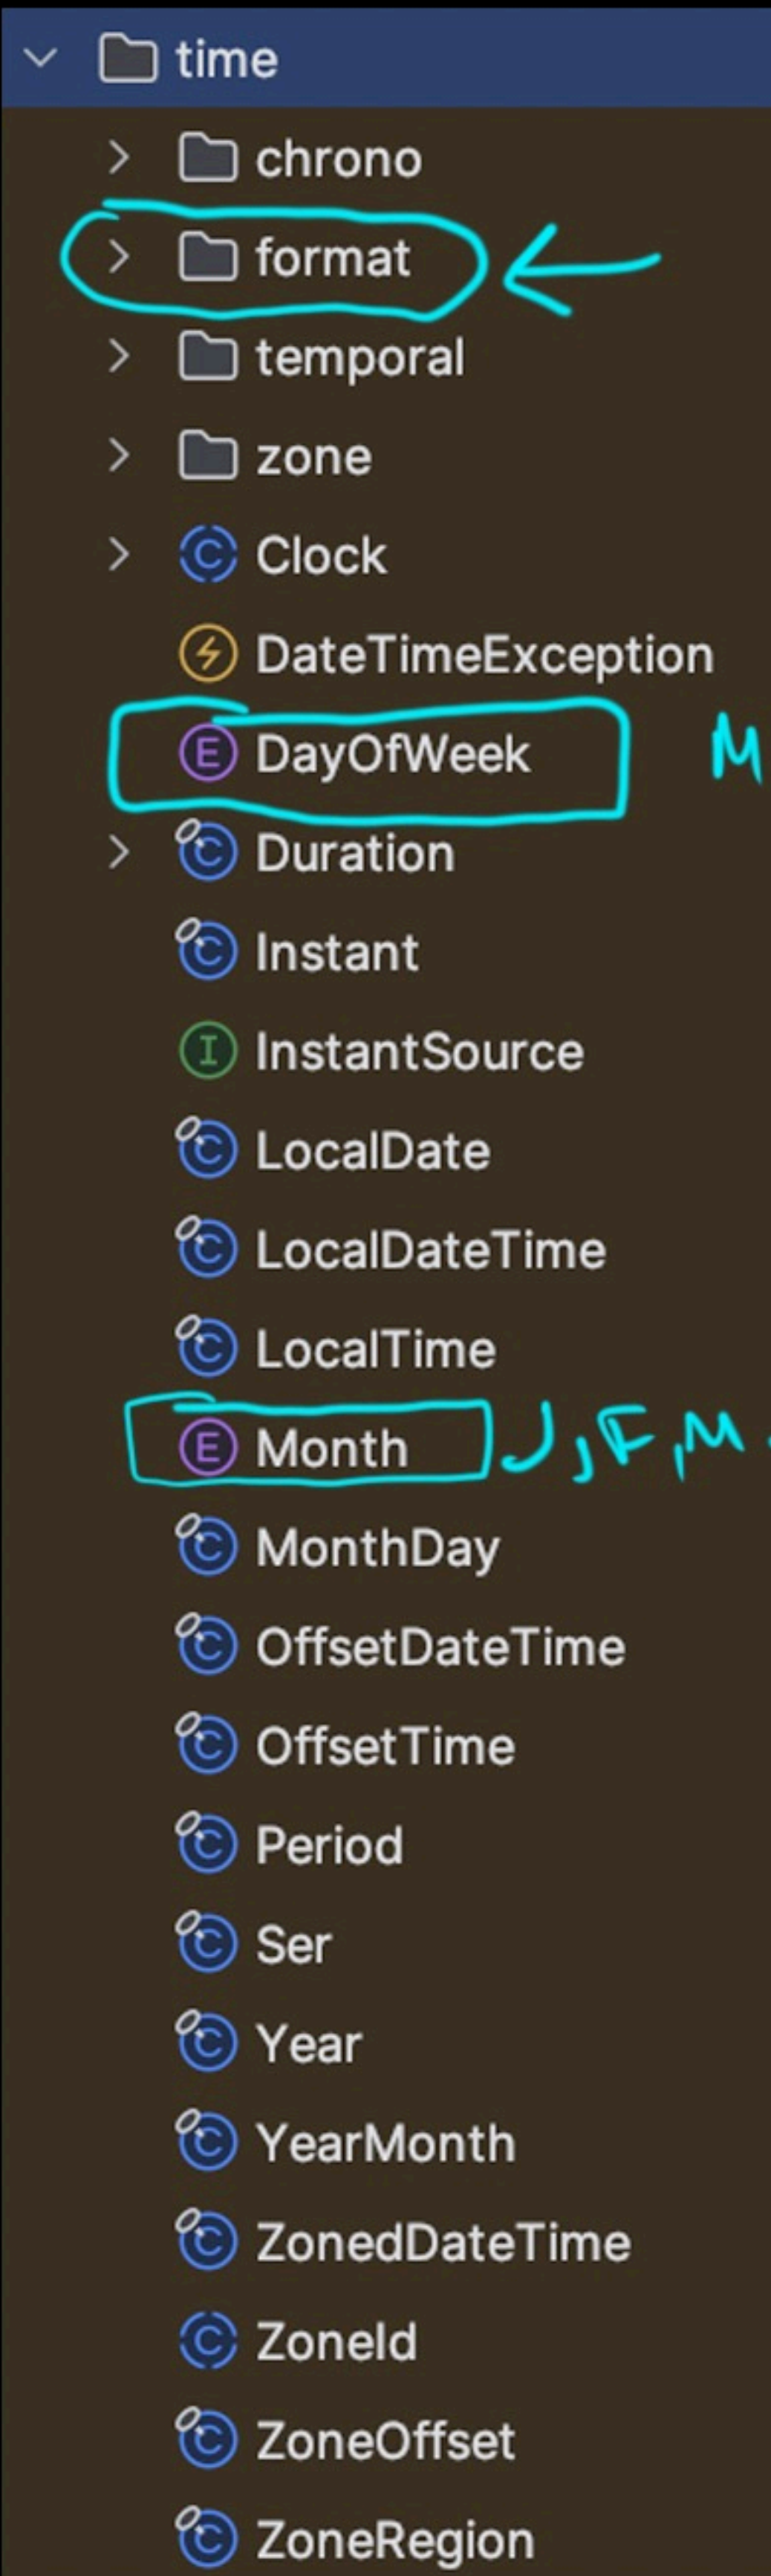 time
chrono
format
temporal
zone
Clock
DateTimeException
DayOfWeek M
Duration
Instant
InstantSource
LocalDate
LocalDateTime
LocalTime
Month J,F,M
MonthDay
OffsetDateTime
OffsetTime
Period
Ser
Year
YearMonth
ZonedDateTime
ZoneId
ZoneOffset
ZoneRegion